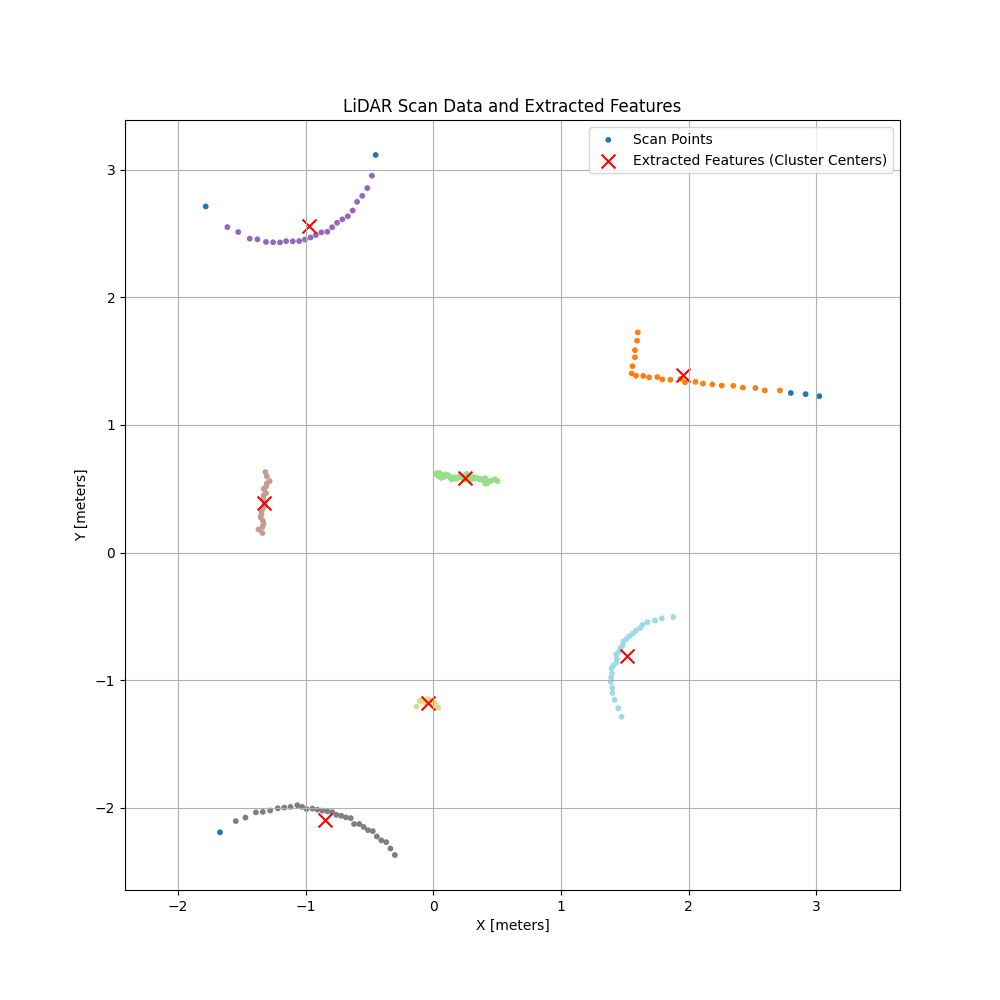 LiDAR Scan Data and Extracted Features
Scan Points
Extracted Features (Cluster Centers)
3
2
1
0
−1
−2
Y [meters]
−2
−1
0
1
2
3
X [meters]